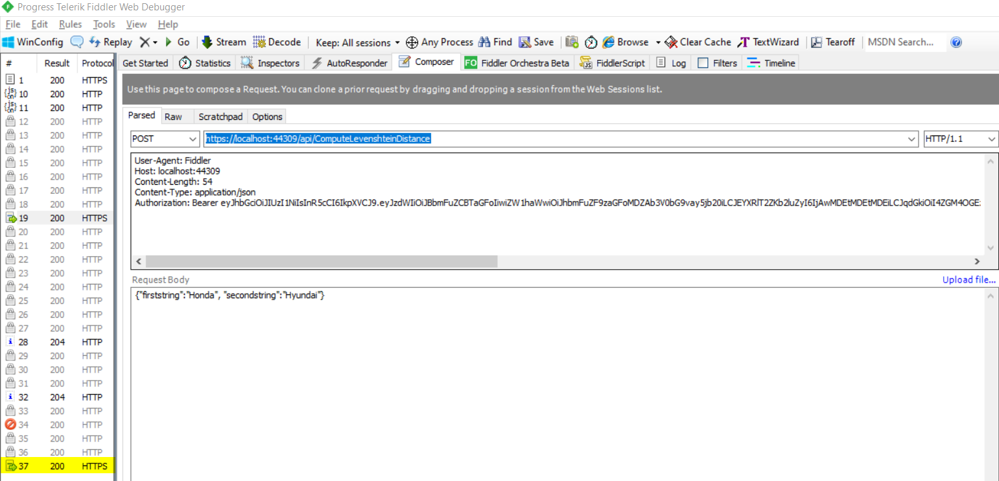 Progress Telerik Fiddler Web Debugger
File Edit Rules Tools View Help
WinConfig Replay Go Stream Decode Keep: All sessions Any Process Find Save Browse Clear Cache TextWizard Tearoff MSDN Search...
# Result Protocol
Get Started Statistics Inspectors AutoResponder Composer FO Fiddler Orchestra Beta FiddlerScript Log Filters Timeline
1 200 HTTPS
10 200 HTTP
11 200 HTTP
12 200 HTTP
13 200 HTTP
14 200 HTTP
15 200 HTTP
16 200 HTTP
17 200 HTTP
18 200 HTTP
19 200 HTTPS
20 200 HTTP
21 200 HTTP
22 200 HTTP
23 200 HTTP
24 200 HTTP
25 200 HTTP
26 200 HTTP
27 200 HTTP
28 204 HTTP
29 200 HTTP
30 200 HTTP
31 200 HTTP
32 204 HTTP
33 200 HTTP
34 200 HTTP
35 200 HTTP
36 200 HTTP
37 200 HTTPS
Use this page to compose a Request. You can clone a prior request by dragging and dropping a session from the Web Sessions list.
Parsed Raw Scratchpad Options
POST https://localhost:44309/api/ComputeLevenshteinDistance HTTP/1.1
User-Agent: Fiddler
Host: localhost:44309
Content-Length: 54
Content-Type: application/json
Authorization: Bearer
Request Body Upload file...
{"firststring":"Honda", "secondstring":"Hyundai"}